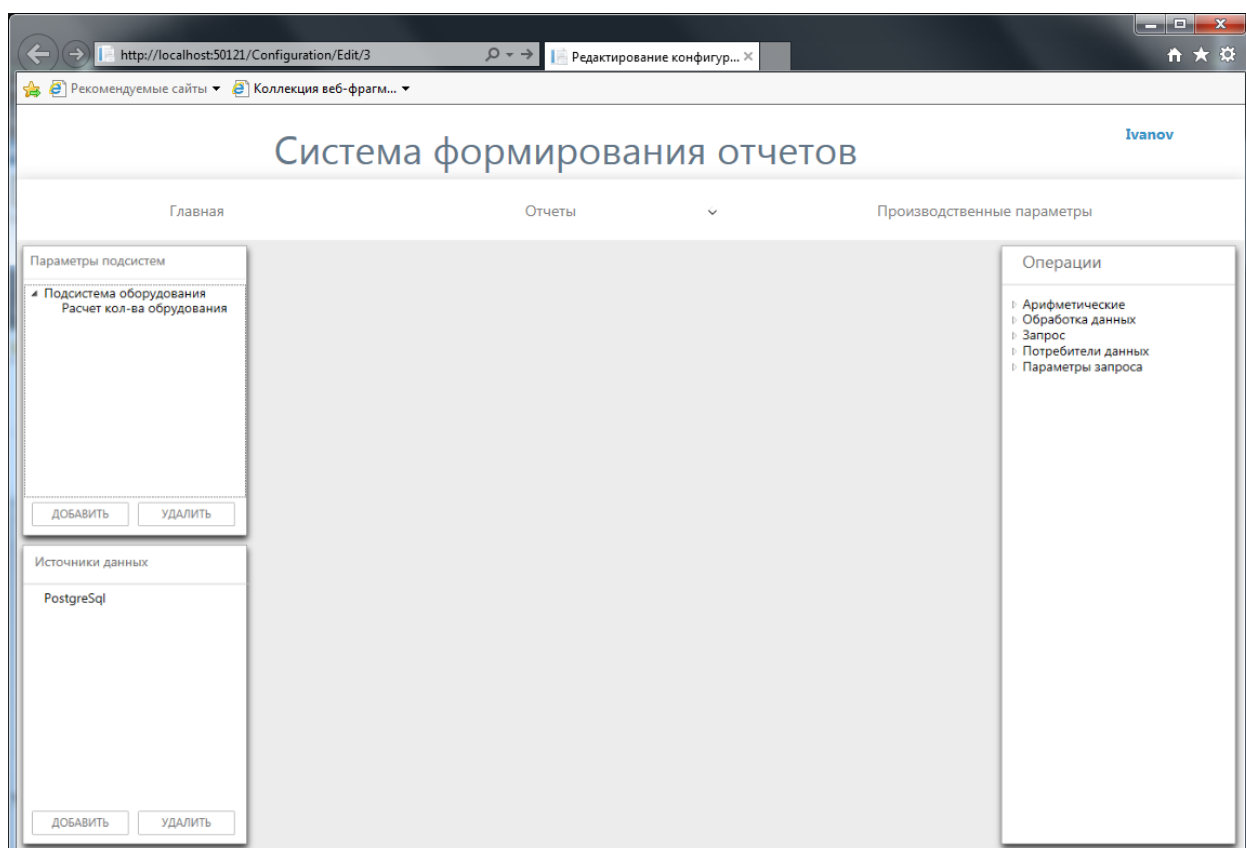 http://localhost:50121/Configuration/Edit/3
Редактирование конфигур...
Рекомендуемые сайты
Коллекция веб-фрагм...
Система формирования отчетов
Ivanov
Главная
Отчеты
Производственные параметры
Параметры подсистем
Подсистема оборудования
Расчет кол-ва обрудования
ДОБАВИТЬ
УДАЛИТЬ
Источники данных
PostgreSql
ДОБАВИТЬ
УДАЛИТЬ
Операции
Арифметические
Обработка данных
Запрос
Потребители данных
Параметры запроса